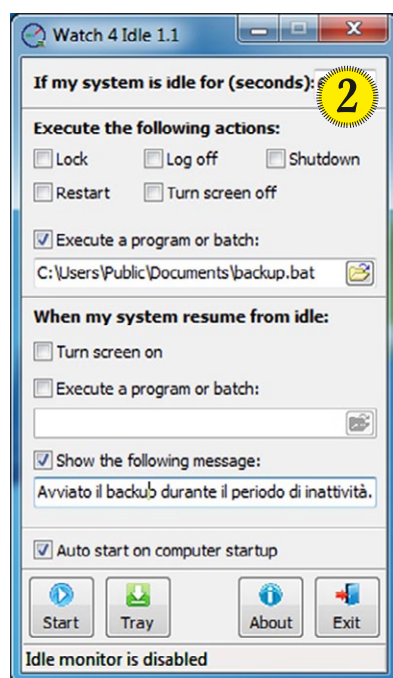 Watch 4 Idle 1.1
If my system is idle for (seconds):
2
Execute the following actions:
Lock Log off Shutdown
Restart Turn screen off
Execute a program or batch:
C:\Users\Public\Documents\backup.bat
When my system resume from idle:
Turn screen on
Execute a program or batch:
Show the following message:
Avviato il backup durante il periodo di inattività.
Auto start on computer startup
Start Tray About Exit
Idle monitor is disabled